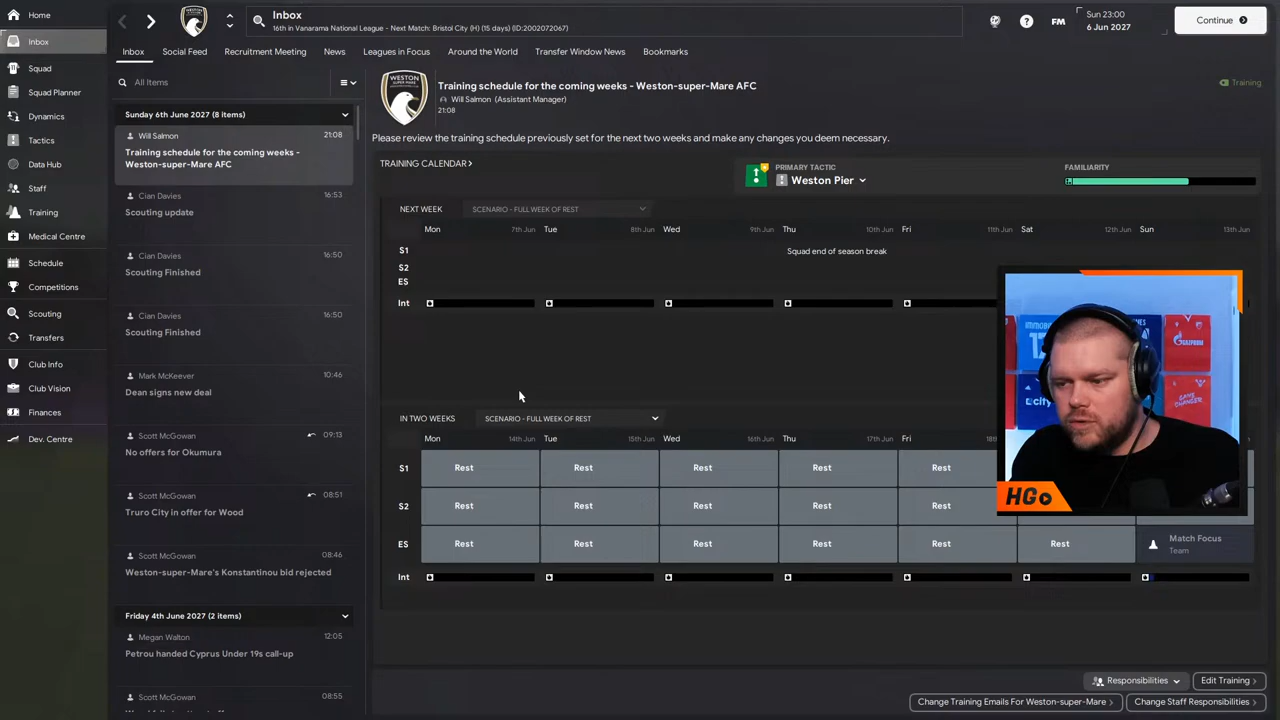 Home
Inbox
Squad
Squad Planner
Dynamics
Tactics
Data Hub
Staff
Training
Medical Centre
Schedule
Competitions
Scouting
Transfers
Club Info
Club Vision
Finances
Dev. Centre
Inbox
16th in Vanarama National League - Next Match: Bristol City (H) (15 days) (ID:2002072067)
FM
Sun 23:00
6 Jun 2027
Continue
Inbox Social Feed Recruitment Meeting News Leagues in Focus Around the World Transfer Window News Bookmarks
All Items
Sunday 6th June 2027 (8 items)
Will Salmon 21:08
Training schedule for the coming weeks -
Weston-super-Mare AFC
Cian Davies 16:53
Scouting update
Cian Davies 16:50
Scouting Finished
Cian Davies 16:50
Scouting Finished
Mark McKeever 10:46
Dean signs new deal
Scott McGowan 09:13
No offers for Okumura
Scott McGowan 08:51
Truro City in offer for Wood
Scott McGowan 08:46
Weston-super-Mare's Konstantinou bid rejected
Friday 4th June 2027 (2 items)
Megan Walton 12:05
Petrou handed Cyprus Under 19s call-up
Scott McGowan 08:55
WESTON
SUPER MARE
Training schedule for the coming weeks - Weston-super-Mare AFC
Will Salmon (Assistant Manager)
21:08
Training
Please review the training schedule previously set for the next two weeks and make any changes you deem necessary.
TRAINING CALENDAR >
PRIMARY TACTIC
Weston Pier
FAMILIARITY
NEXT WEEK SCENARIO - FULL WEEK OF REST
Mon 7th Jun Tue 8th Jun Wed 9th Jun Thu 10th Jun Fri 11th Jun Sat 12th Jun Sun 13th Jun
S1 Squad end of season break
S2
ES
Int
IN TWO WEEKS SCENARIO - FULL WEEK OF REST
Mon 14th Jun Tue 15th Jun Wed 16th Jun Thu 17th Jun Fri
S1 Rest Rest Rest Rest Rest
S2 Rest Rest Rest Rest Rest
ES Rest Rest Rest Rest Rest Rest Match Focus
Team
Int
GAZPROM
city
SAVE
CHANGER
HGO
Responsibilities
Edit Training >
Change Training Emails For Weston-super-Mare >
Change Staff Responsibilities >